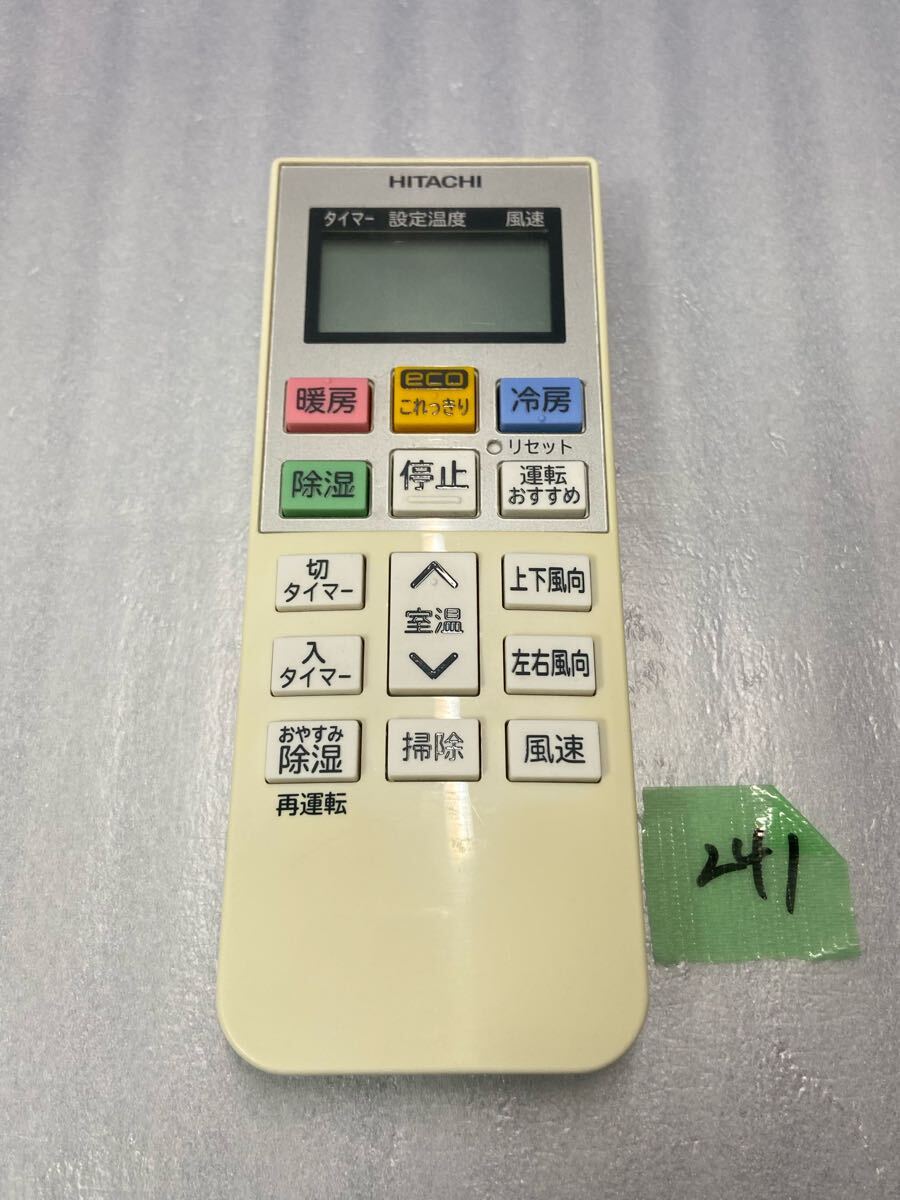 HITACHI
タイマー 設定温度 風速
暖房
eco
これっきり
冷房
リセット
除湿
停止
運転
おすすめ
切
タイマー
室温
上下風向
入
タイマー
左右風向
おやすみ
除湿
掃除
風速
再運転
241